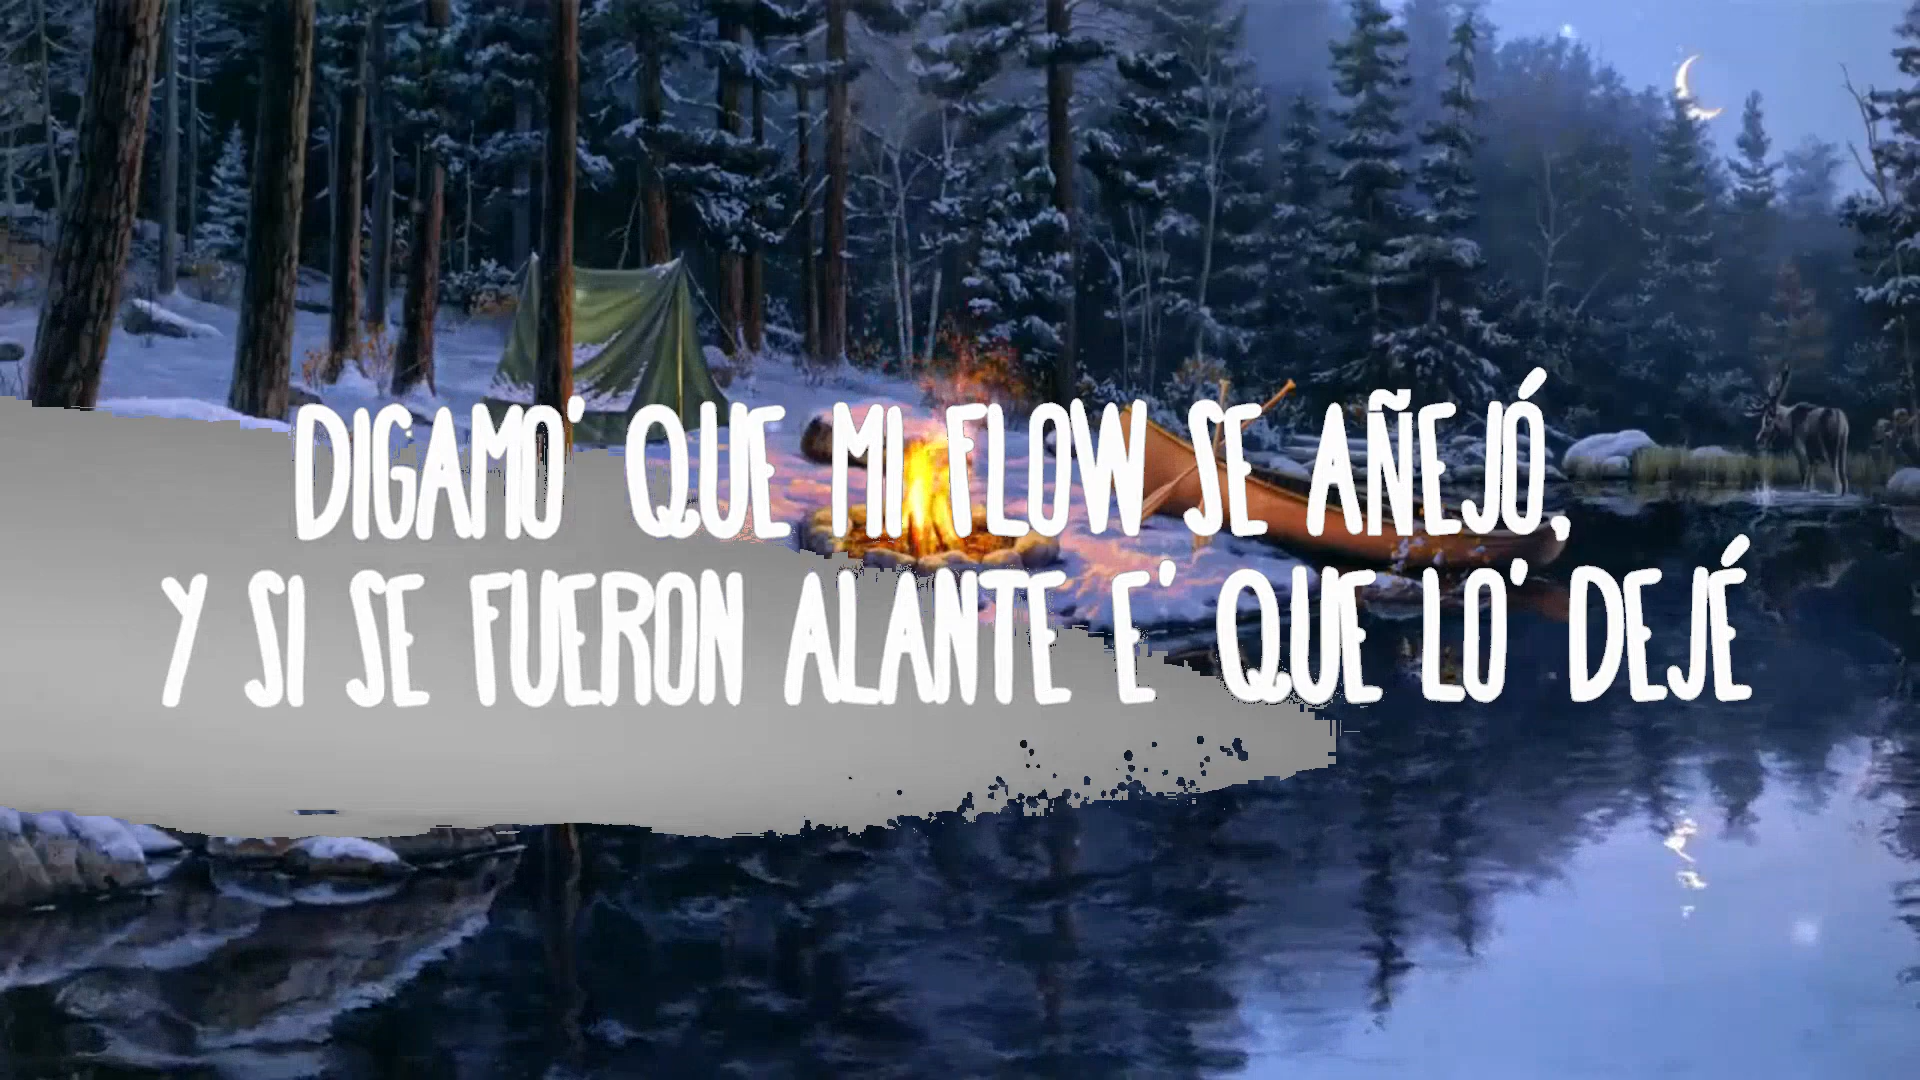 DIGAMO' QUE MI FLOW SE AÑEJÓ,
Y SI SE FUERON ALANTE E' QUE LO' DEJÉ